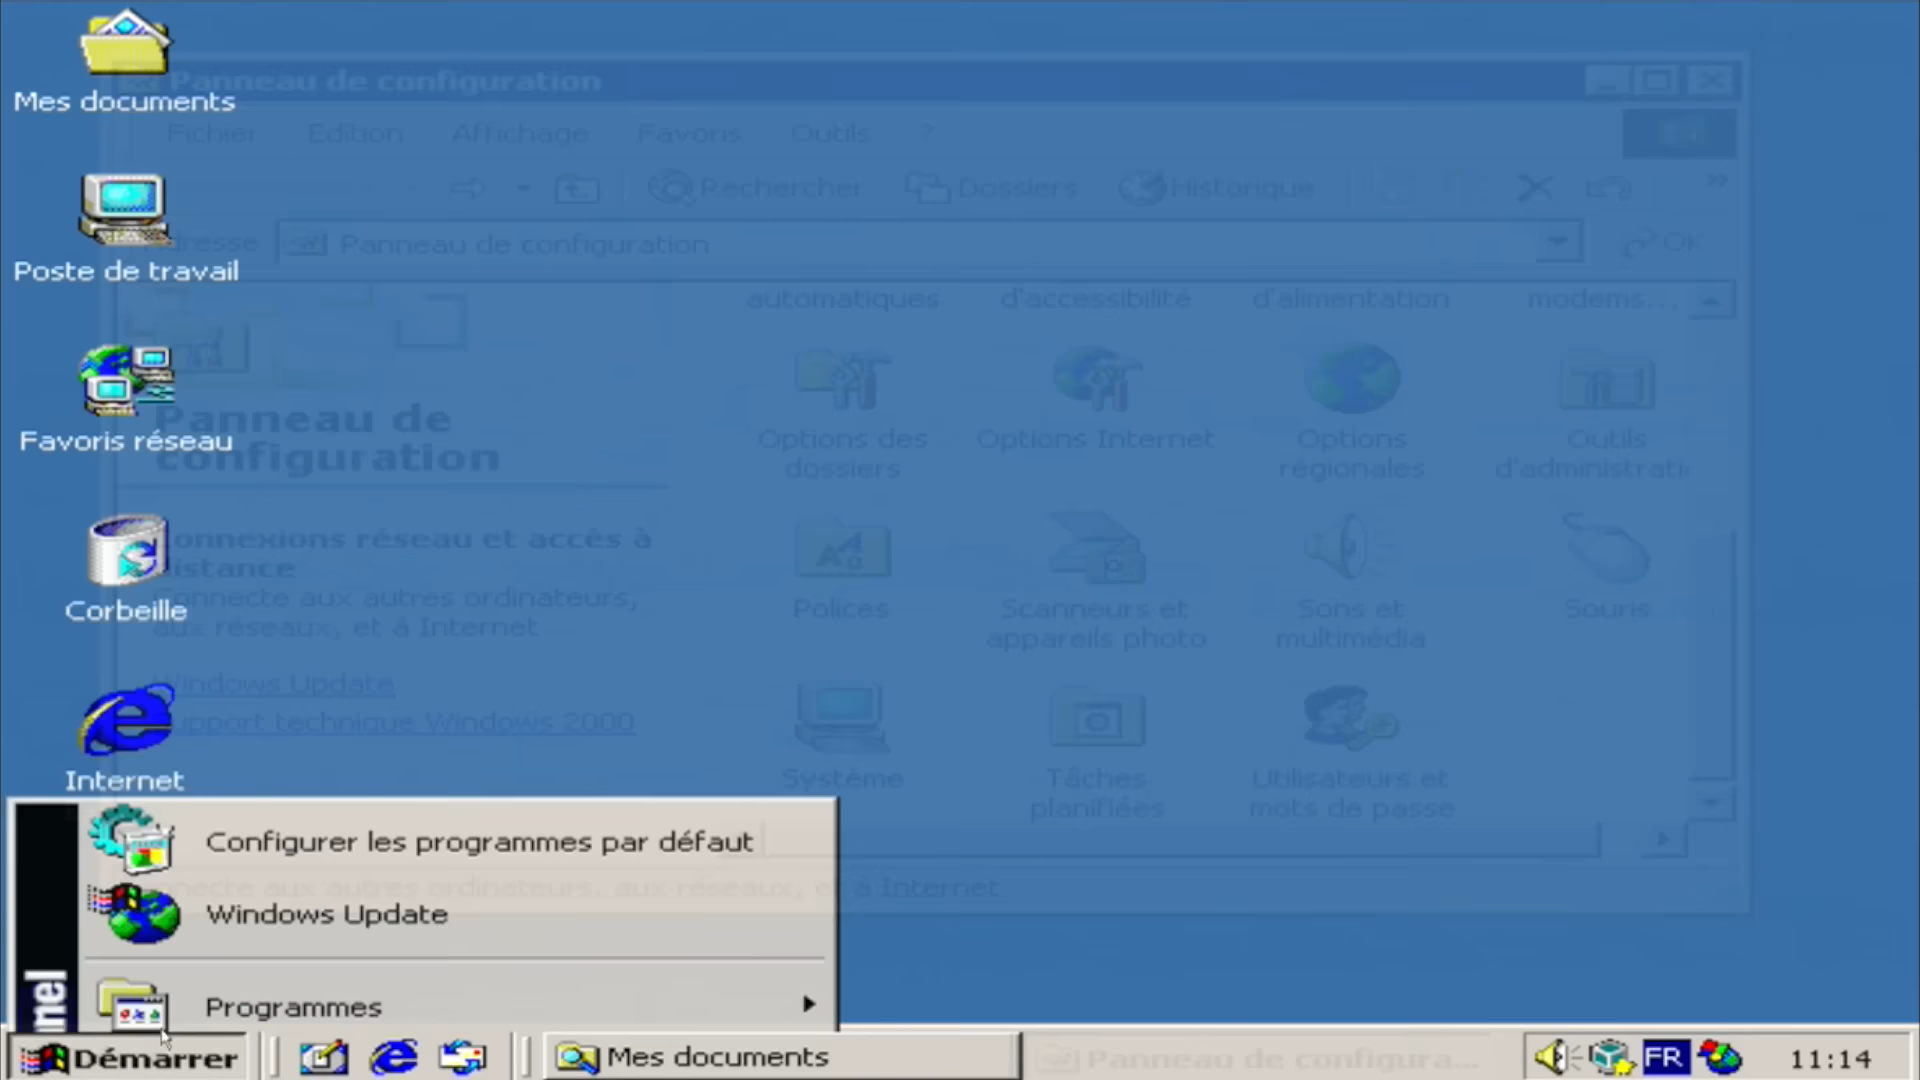 Mes documents
Panneau de configuration
Fichier Edition Affichage Favoris Outils ?
Rechercher Dossiers Historique
Poste de travail
Panneau de configuration
OK
automatiques d'accessibilité d'alimentation modems...
Favoris réseau
Panneau de
configuration
Options des
dossiers
Options Internet
Options
régionales
Outils
d'administrati
Connexions réseau et accès à
distance
Connecte aux autres ordinateurs,
aux réseaux, et à Internet
Corbeille
Polices
Scanneurs et
appareils photo
Sons et
multimédia
Souris
Windows Update
Support technique Windows 2000
Internet
Système
Tâches
planifiées
Utilisateurs et
mots de passe
Configurer les programmes par défaut
Connecte aux autres ordinateurs, aux réseaux, et à Internet
Windows Update
Programmes
Démarrer
Mes documents
Panneau de configura...
FR
11:14